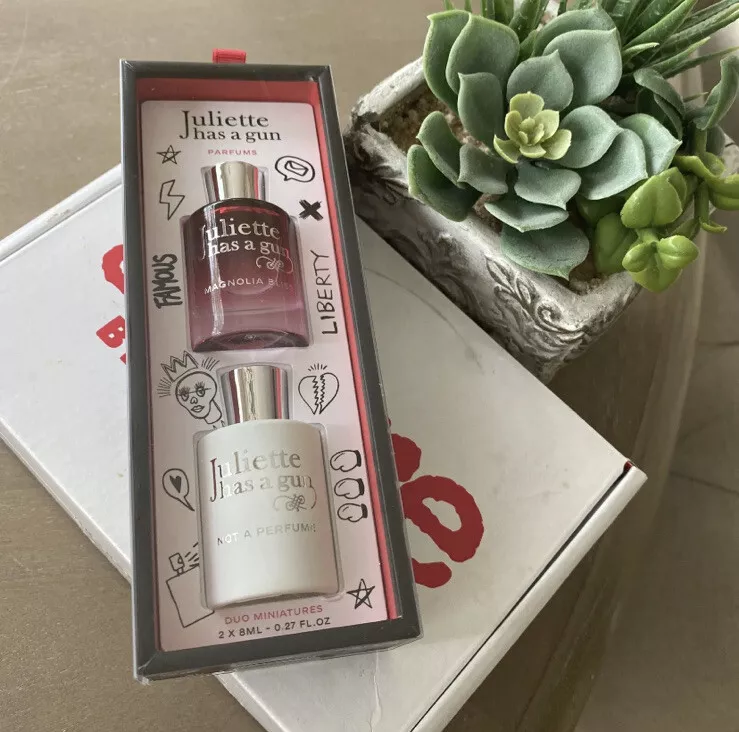 Juliette
has a gun
PARFUMS
Juliette
has a gun
MAGNOLIA BLISS
FAMOUS
LIBERTY
Juliette
has a gun
NOT A PERFUME
DUO MINIATURES
2 X 8ML - 0.27 FL.OZ